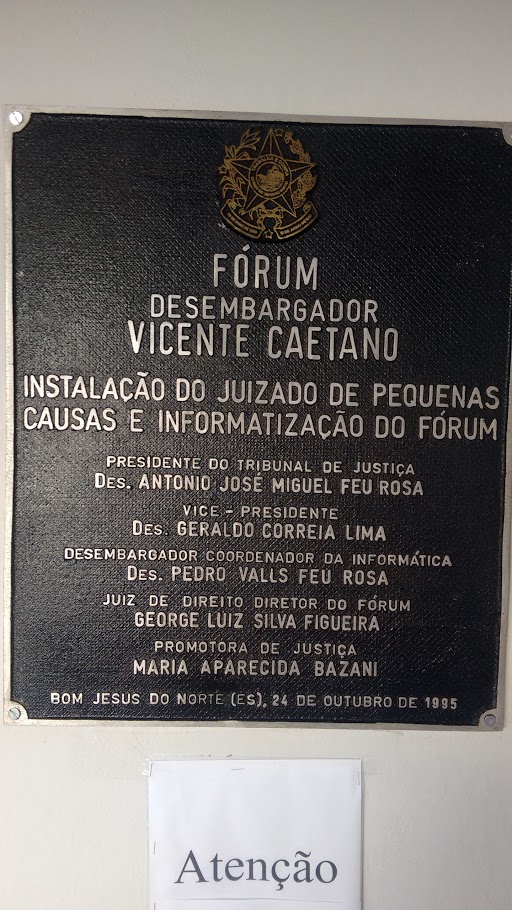 FÓRUM
DESEMBARGADOR
VICENTE CAETANO
INSTALAÇÃO DO JUIZADO DE PEQUENAS
CAUSAS E INFORMATIZAÇÃO DO FÓRUM
PRESIDENTE DO TRIBUNAL DE JUSTIÇA
DES. ANTONIO JOSÉ MIGUEL FEU ROSA
VICE - PRESIDENTE
DES. GERALDO CORREIA LIMA
DESEMBARGADOR COORDENADOR DA INFORMÁTICA
DES. PEDRO VALLS FEU ROSA
JUIZ DE DIREITO DIRETOR DO FÓRUM
GEORGE LUIZ SILVA FIGUEIRA
PROMOTORA DE JUSTIÇA
MARIA APARECIDA BAZANI
BOM JESUS DO NORTE (ES), 24 DE OUTUBRO DE 1995
Atenção